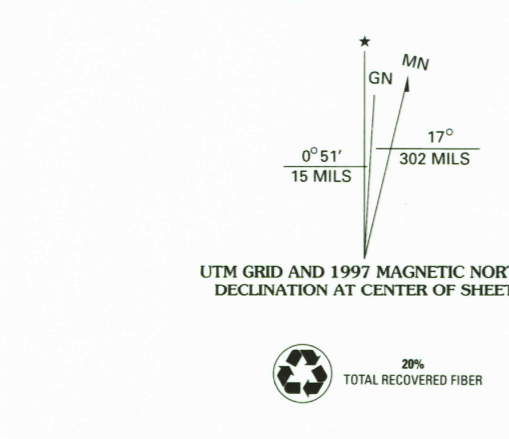 ★
MN
GN
0°51′
15 MILS
17°
302 MILS
UTM GRID AND 1997 MAGNETIC NOR
DECLINATION AT CENTER OF SHEET
20%
TOTAL RECOVERED FIBER